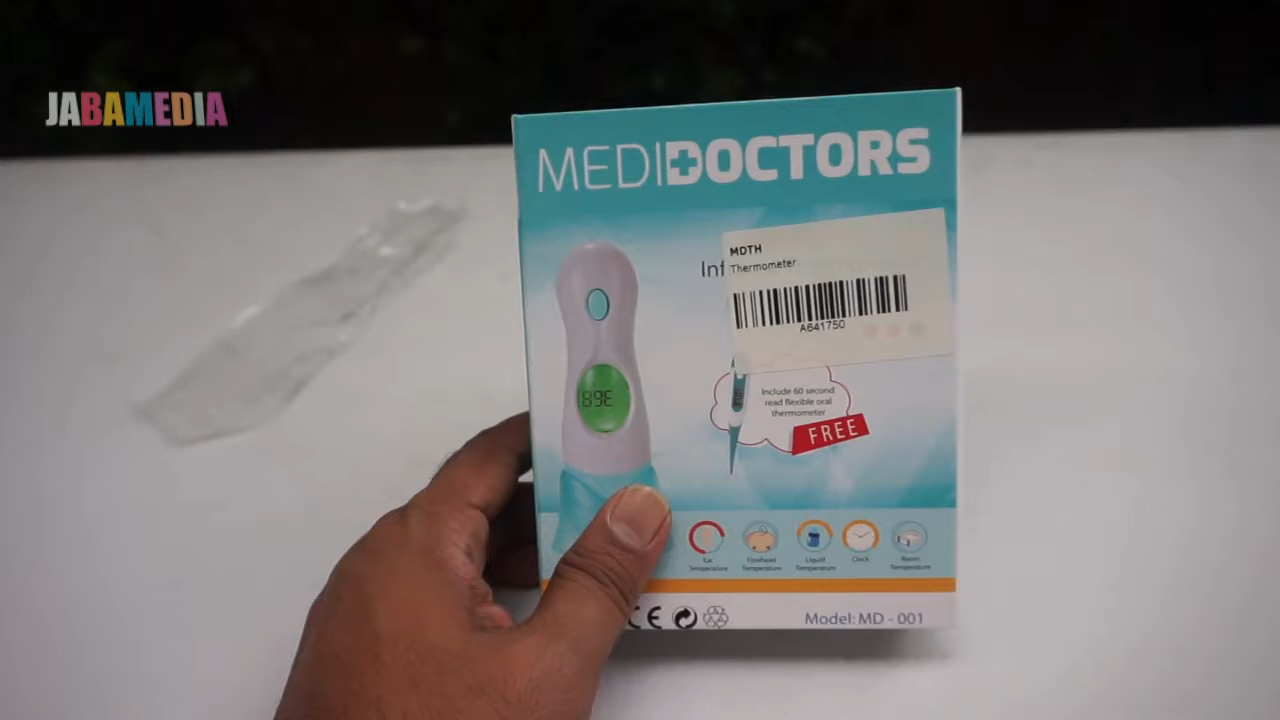 JABAMEDIA
MEDIDOCTORS
MDTH
Inf
Thermometer
A641750
Include 60 second
read flexible oral
thermometer
FREE
Ear
Temperature
Forehead
Temperature
Liquid
Temperature
Clock
Room
Temperature
CE
Model: MD - 001